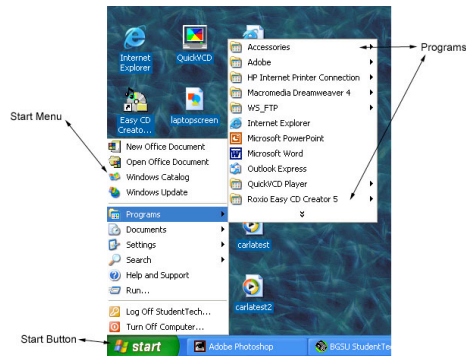 Internet
Explorer
QuickVCD
Easy CD
Creato...
laptopscreen
Accessories
Adobe
HP Internet Printer Connection
Macromedia Dreamweaver 4
WS_FTP
Internet Explorer
Microsoft PowerPoint
Microsoft Word
Outlook Express
QuickVCD Player
Roxio Easy CD Creator 5
Programs
Start Menu
New Office Document
Open Office Document
Windows Catalog
Windows Update
Programs
Documents
Settings
Search
Help and Support
Run...
Log Off StudentTech...
Turn Off Computer...
carlatest
carlatest2
Start Button
start
Adobe Photoshop
BGSU StudentTe